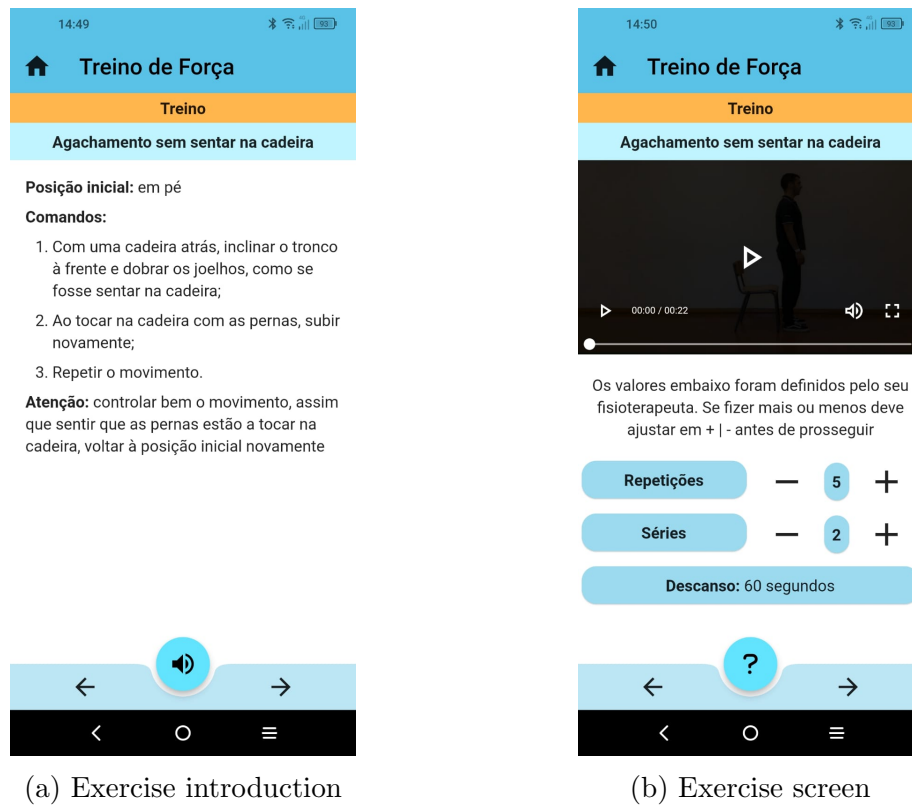 14:49
93
Treino de Força
Treino
Agachamento sem sentar na cadeira
Posição inicial: em pé
Comandos:
1. Com uma cadeira atrás, inclinar o tronco
à frente e dobrar os joelhos, como se
fosse sentar na cadeira;
2. Ao tocar na cadeira com as pernas, subir
novamente;
3. Repetir o movimento.
Atenção: controlar bem o movimento, assim
que sentir que as pernas estão a tocar na
cadeira, voltar à posição inicial novamente
(a) Exercise introduction
14:50
93
Treino de Força
Treino
Agachamento sem sentar na cadeira
00:00 / 00:22
Os valores embaixo foram definidos pelo seu
fisioterapeuta. Se fizer mais ou menos deve
ajustar em + | - antes de prosseguir
Repetições — 5 +
Séries — 2 +
Descanso: 60 segundos
?
(b) Exercise screen